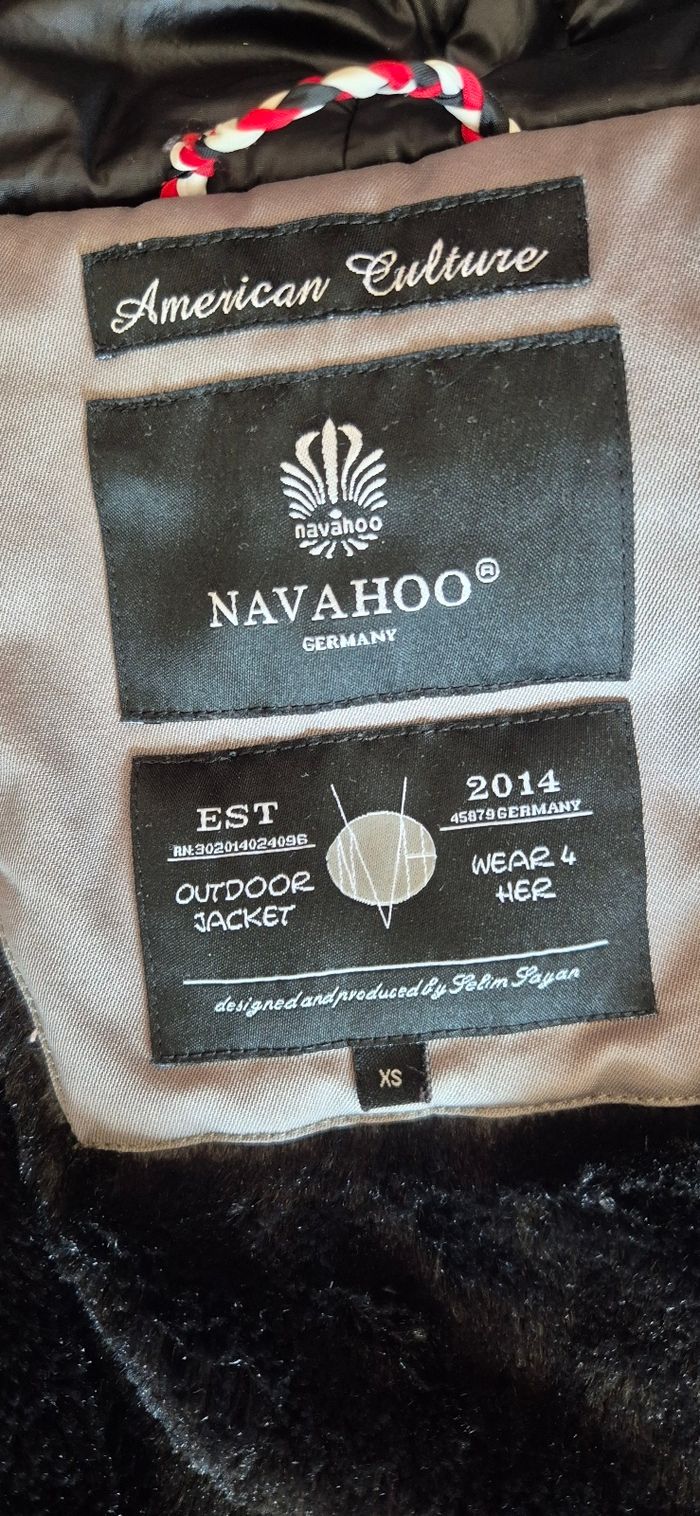 American Culture
navahoo
NAVAHOO®
GERMANY
EST
RN:302014024096
OUTDOOR
JACKET
2014
45879 GERMANY
WEAR 4
HER
designed and produced by Selim Sayan
XS